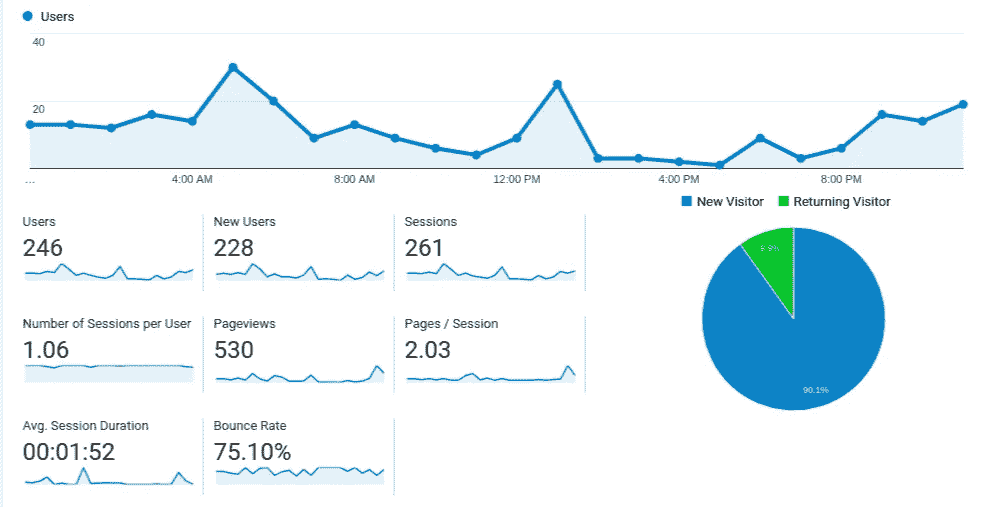 Users
40
20
...
4:00 AM
8:00 AM
12:00 PM
4:00 PM
8:00 PM
New Visitor
Returning Visitor
Users
246
New Users
228
Sessions
261
Number of Sessions per User
1.06
Pageviews
530
Pages / Session
2.03
Avg. Session Duration
00:01:52
Bounce Rate
75.10%
9.9%
90.1%